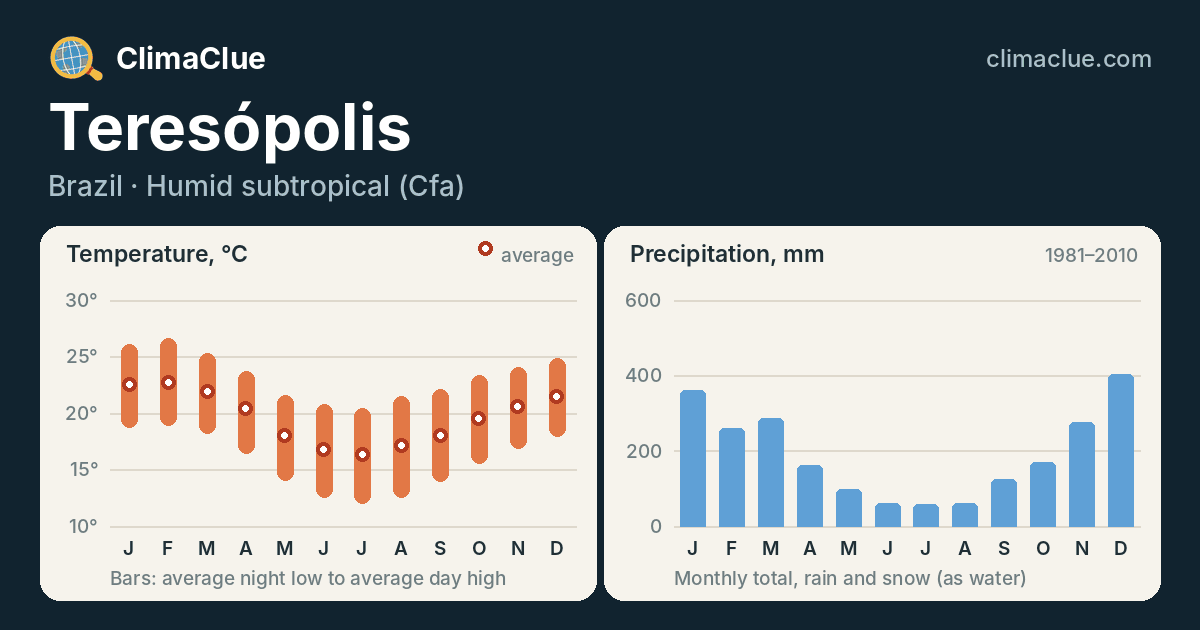 ClimaClue
climaclue.com
Teresópolis
Brazil · Humid subtropical (Cfa)
Temperature, °C
average
30°
25°
20°
15°
10°
J F M A M J J A S O N D
Bars: average night low to average day high
Precipitation, mm
1981–2010
600
400
200
0
J F M A M J J A S O N D
Monthly total, rain and snow (as water)